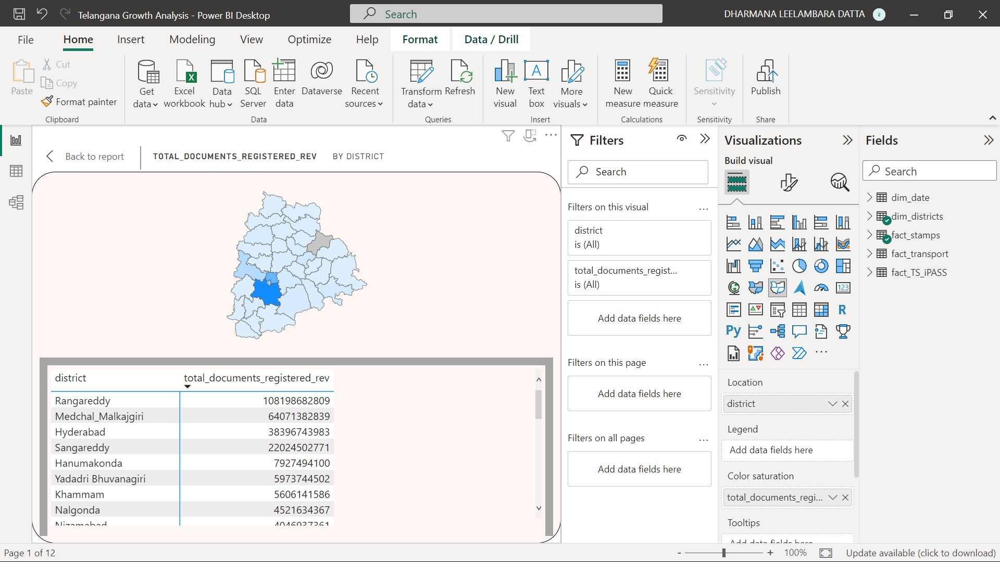 Telangana Growth Analysis - Power BI Desktop
Search
DHARMANA LEELAMBARA DATTA
2
File
Home
Insert
Modeling
View
Optimize
Help
Format
Data / Drill
Paste
Cut
Copy
Format painter
Clipboard
Get data
Excel workbook
Data hub
SQL Server
Enter data
Dataverse
Recent sources
Data
Transform data
Refresh
Queries
New visual
Text box
More visuals
Insert
New measure
Quick measure
Calculations
Sensitivity
Sensitivity
Publish
Share
Back to report
TOTAL_DOCUMENTS_REGISTERED_REV
BY DISTRICT
district total_documents_registered_rev
Rangareddy 108198682809
Medchal_Malkajgiri 64071382839
Hyderabad 38396743983
Sangareddy 22024502771
Hanumakonda 7927494100
Yadadri Bhuvanagiri 5973744502
Khammam 5606141586
Nalgonda 4521634367
Nizamabad 4046937361
Filters
Search
Filters on this visual
...
district
is (All)
total_documents_regist...
is (All)
Add data fields here
Filters on this page
...
Add data fields here
Filters on all pages
...
Add data fields here
Visualizations
Build visual
123
R
Py
...
Location
district
Legend
Add data fields here
Color saturation
total_documents_regi...
Tooltips
Add data fields here
Fields
Search
dim_date
dim_districts
fact_stamps
fact_transport
fact_TS_iPASS
Page 1 of 12
- + 100%
Update available (click to download)